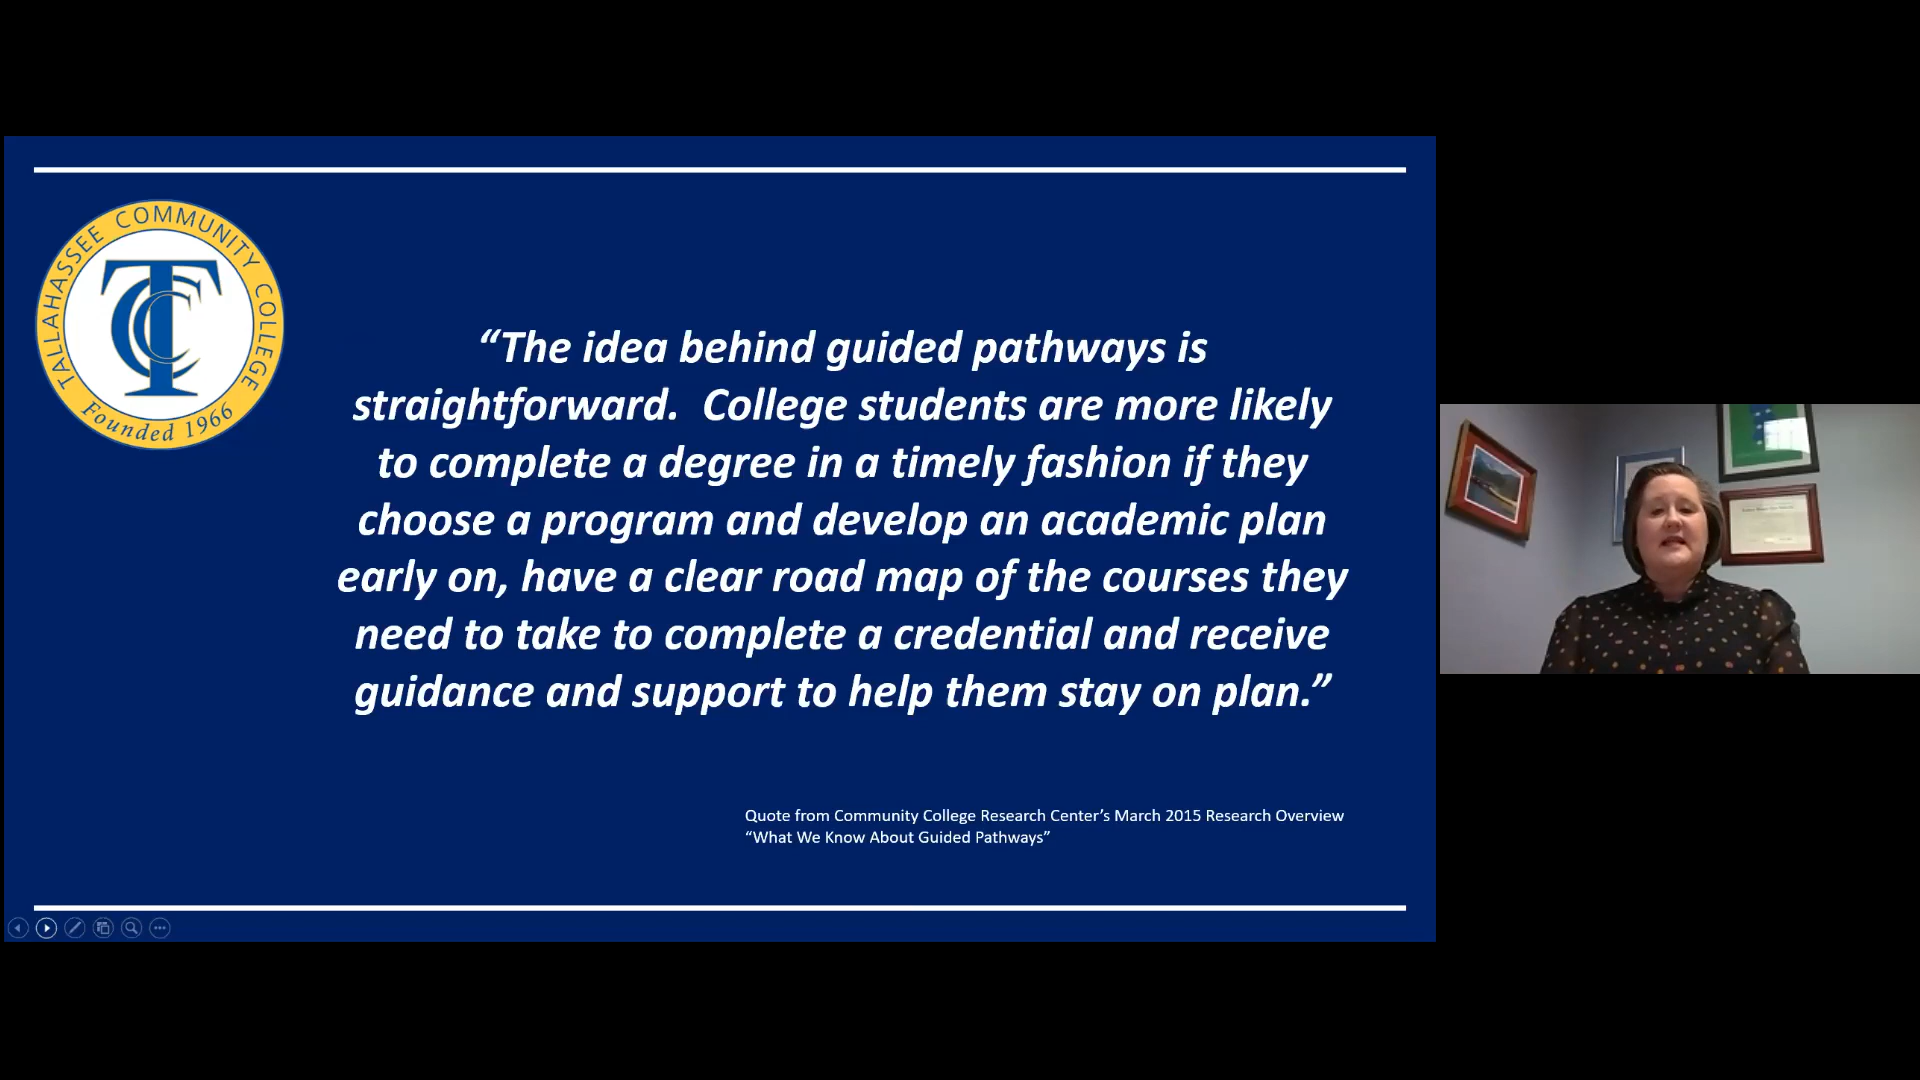 TALLAHASSEE COMMUNITY COLLEGE
TCC
Founded 1966
“The idea behind guided pathways is
straightforward.  College students are more likely
to complete a degree in a timely fashion if they
choose a program and develop an academic plan
early on, have a clear road map of the courses they
need to take to complete a credential and receive
guidance and support to help them stay on plan.”
Quote from Community College Research Center’s March 2015 Research Overview
“What We Know About Guided Pathways”